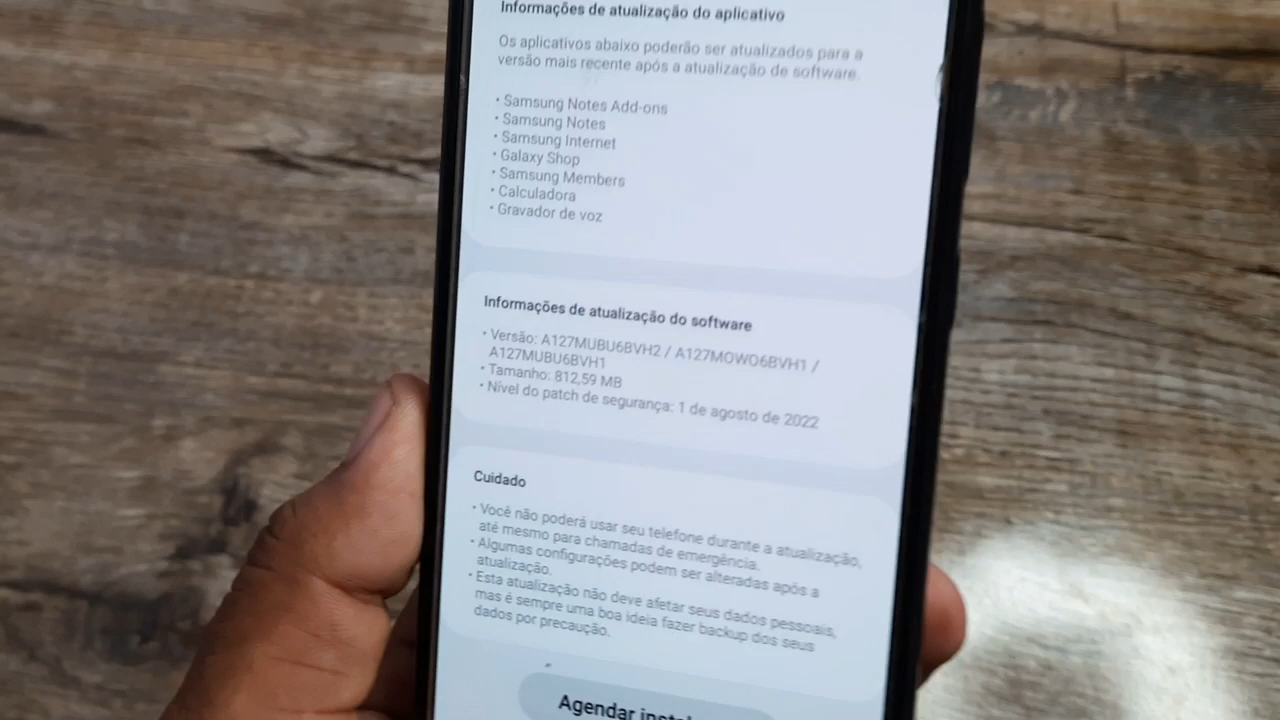 Informações de atualização do aplicativo
Os aplicativos abaixo poderão ser atualizados para a
versão mais recente após a atualização de software.
• Samsung Notes Add-ons
• Samsung Notes
• Samsung Internet
• Galaxy Shop
• Samsung Members
• Calculadora
• Gravador de voz
Informações de atualização do software
• Versão: A127MUBU6BVH2 / A127MOWO6BVH1 /
A127MUBU6BVH1
• Tamanho: 812,59 MB
• Nível do patch de segurança: 1 de agosto de 2022
Cuidado
• Você não poderá usar seu telefone durante a atualização,
até mesmo para chamadas de emergência.
• Algumas configurações podem ser alteradas após a
atualização.
• Esta atualização não deve afetar seus dados pessoais,
mas é sempre uma boa ideia fazer backup dos seus
dados por precaução.
Agendar